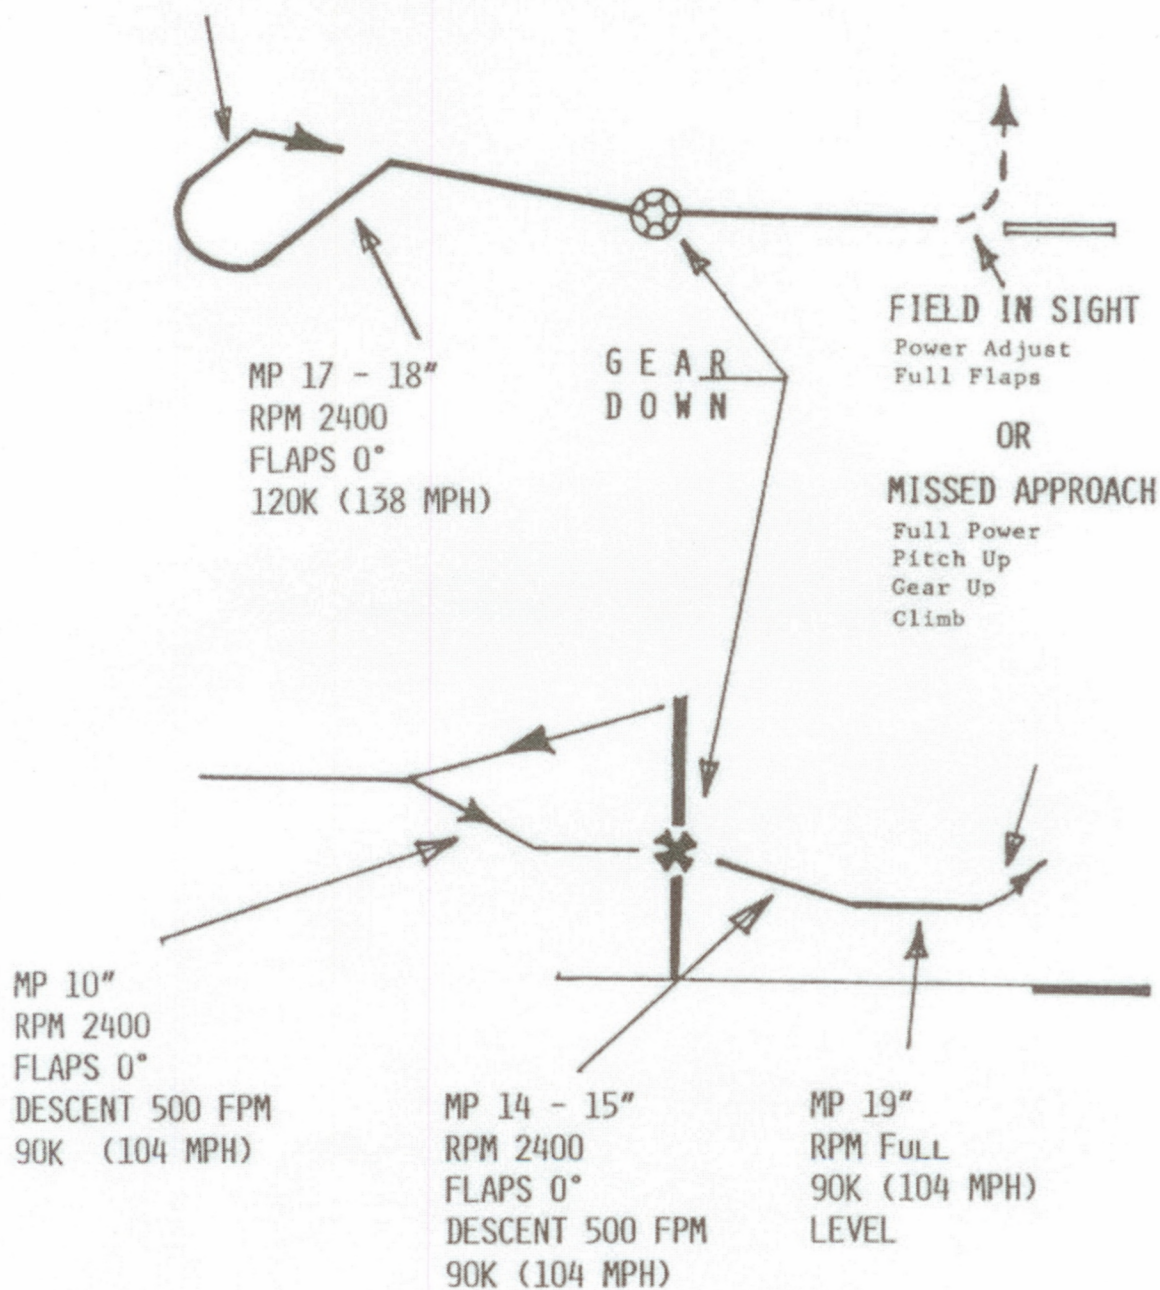 MP 17 - 18"
RPM 2400
FLAPS 0°
120K (138 MPH)
GEAR
DOWN
FIELD IN SIGHT
Power Adjust
Full Flaps
OR
MISSED APPROACH
Full Power
Pitch Up
Gear Up
Climb
MP 10"
RPM 2400
FLAPS 0°
DESCENT 500 FPM
90K (104 MPH)
MP 14 - 15"
RPM 2400
FLAPS 0°
DESCENT 500 FPM
90K (104 MPH)
MP 19"
RPM FULL
90K (104 MPH)
LEVEL